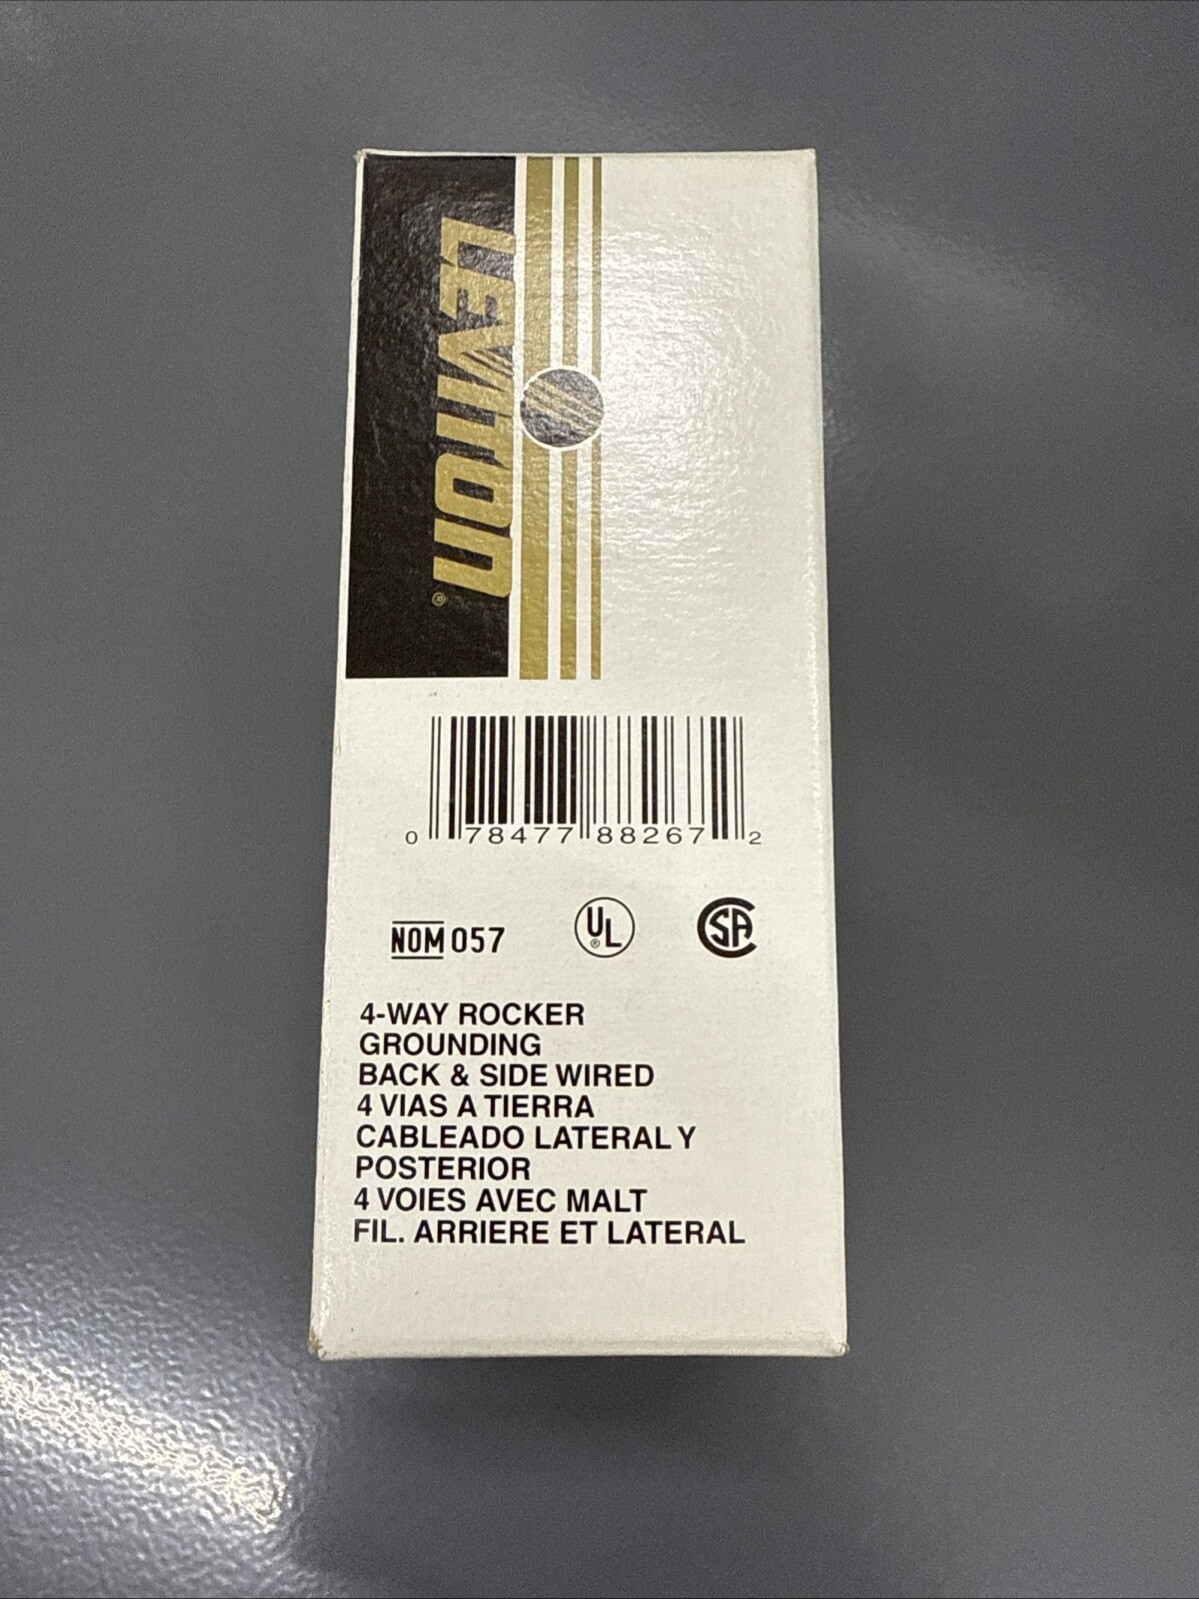 LEVITON®
0 78477 88267 2
NOM 057
UL®
CSA
4-WAY ROCKER
GROUNDING
BACK & SIDE WIRED
4 VIAS A TIERRA
CABLEADO LATERAL Y
POSTERIOR
4 VOIES AVEC MALT
FIL. ARRIERE ET LATERAL